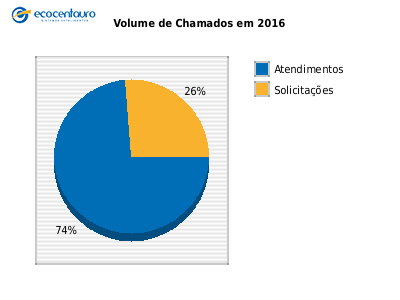 ecocentauro
Volume de Chamados em 2016
Atendimentos
Solicitações
26%
74%